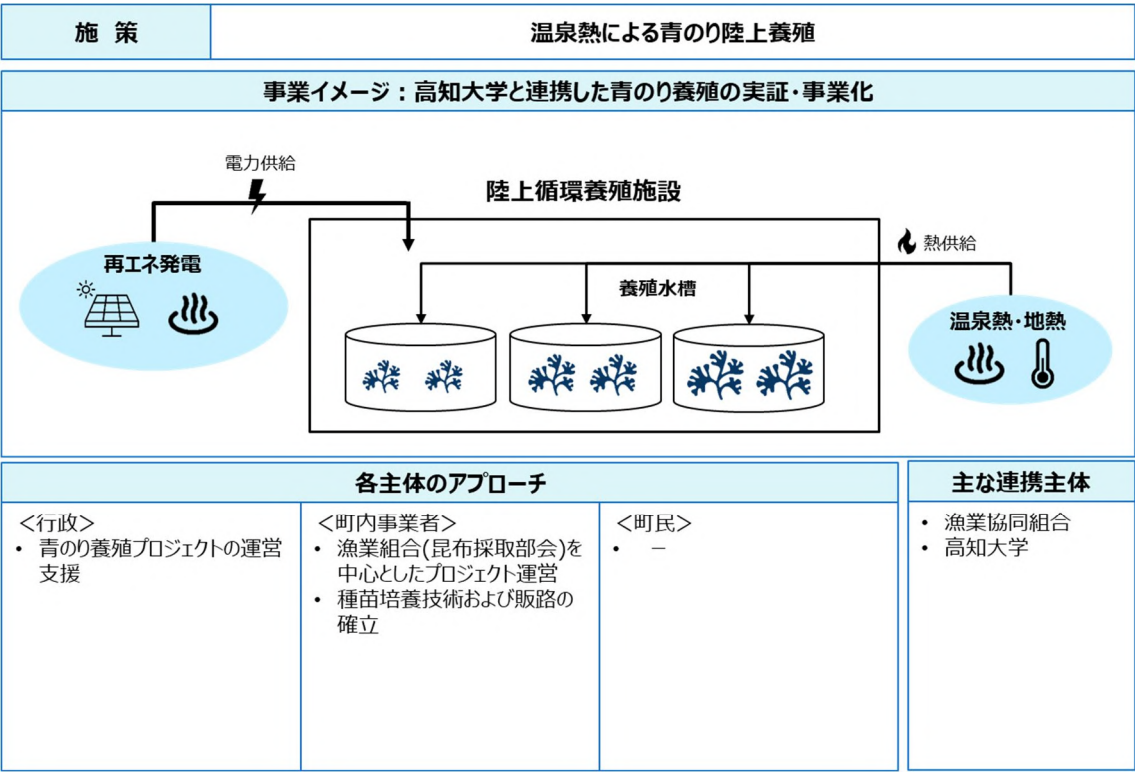 施 策
温泉熱による青のり陸上養殖
事業イメージ：高知大学と連携した青のり養殖の実証・事業化
電力供給
陸上循環養殖施設
熱供給
再エネ発電
養殖水槽
温泉熱・地熱
各主体のアプローチ
＜行政＞
• 青のり養殖プロジェクトの運営
支援
＜町内事業者＞
• 漁業組合(昆布採取部会)を
中心としたプロジェクト運営
• 種苗培養技術および販路の
確立
＜町民＞
• －
主な連携主体
• 漁業協同組合
• 高知大学